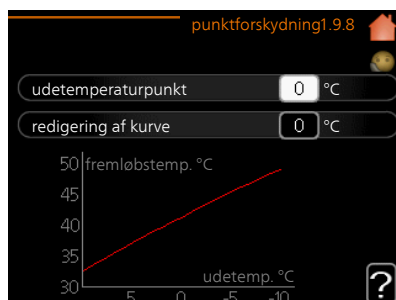 punktforskydning1.9.8
udetemperaturpunkt 0 °C
redigering af kurve 0 °C
50 fremløbstemp. °C
45
40
35
udetemp. °C
30
5 0 -5 -10
?